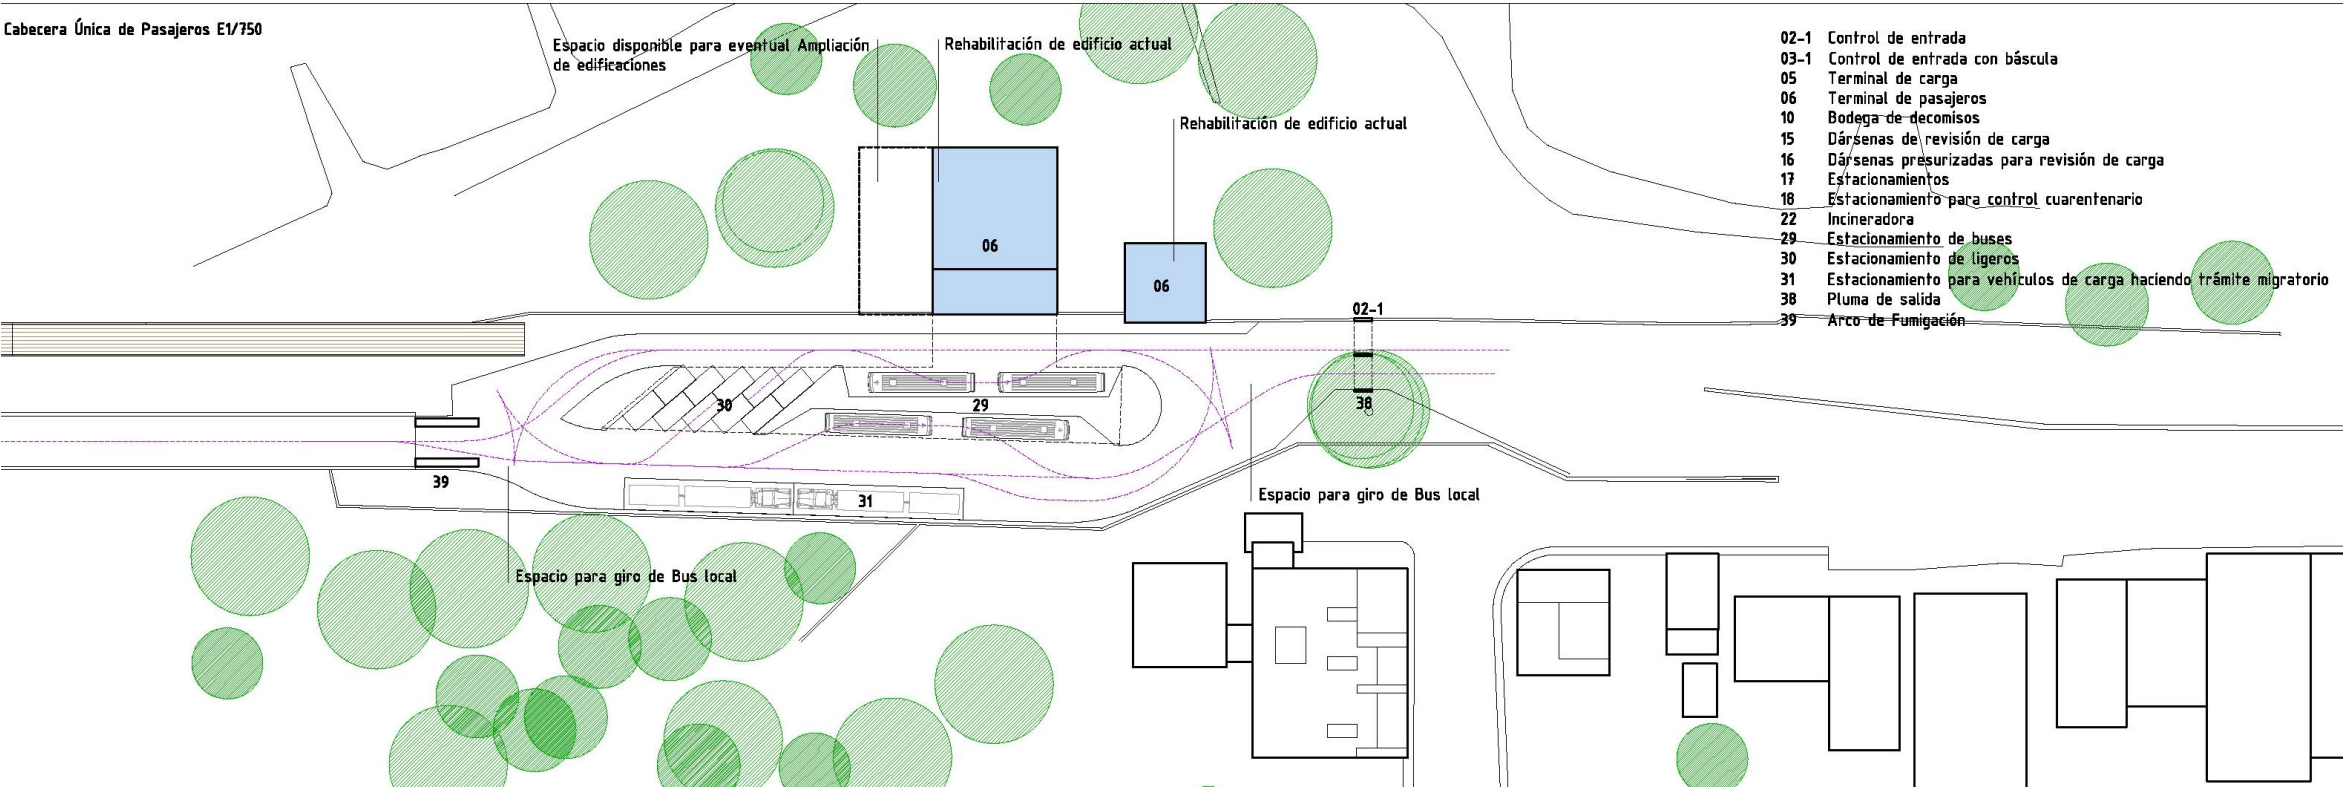 Cabecera Única de Pasajeros E1/750
Espacio disponible para eventual Ampliación
de edificaciones
Rehabilitación de edificio actual
Rehabilitación de edificio actual
02-1 Control de entrada
03-1 Control de entrada con báscula
05 Terminal de carga
06 Terminal de pasajeros
10 Bodega de decomisos
15 Dársenas de revisión de carga
16 Dársenas presurizadas para revisión de carga
17 Estacionamientos
18 Estacionamiento para control cuarentenario
22 Incineradora
29 Estacionamiento de buses
30 Estacionamiento de ligeros
31 Estacionamiento para vehículos de carga haciendo trámite migratorio
38 Pluma de salida
39 Arco de Fumigación
06
06
02-1
30
29
38
39
31
Espacio para giro de Bus local
Espacio para giro de Bus local